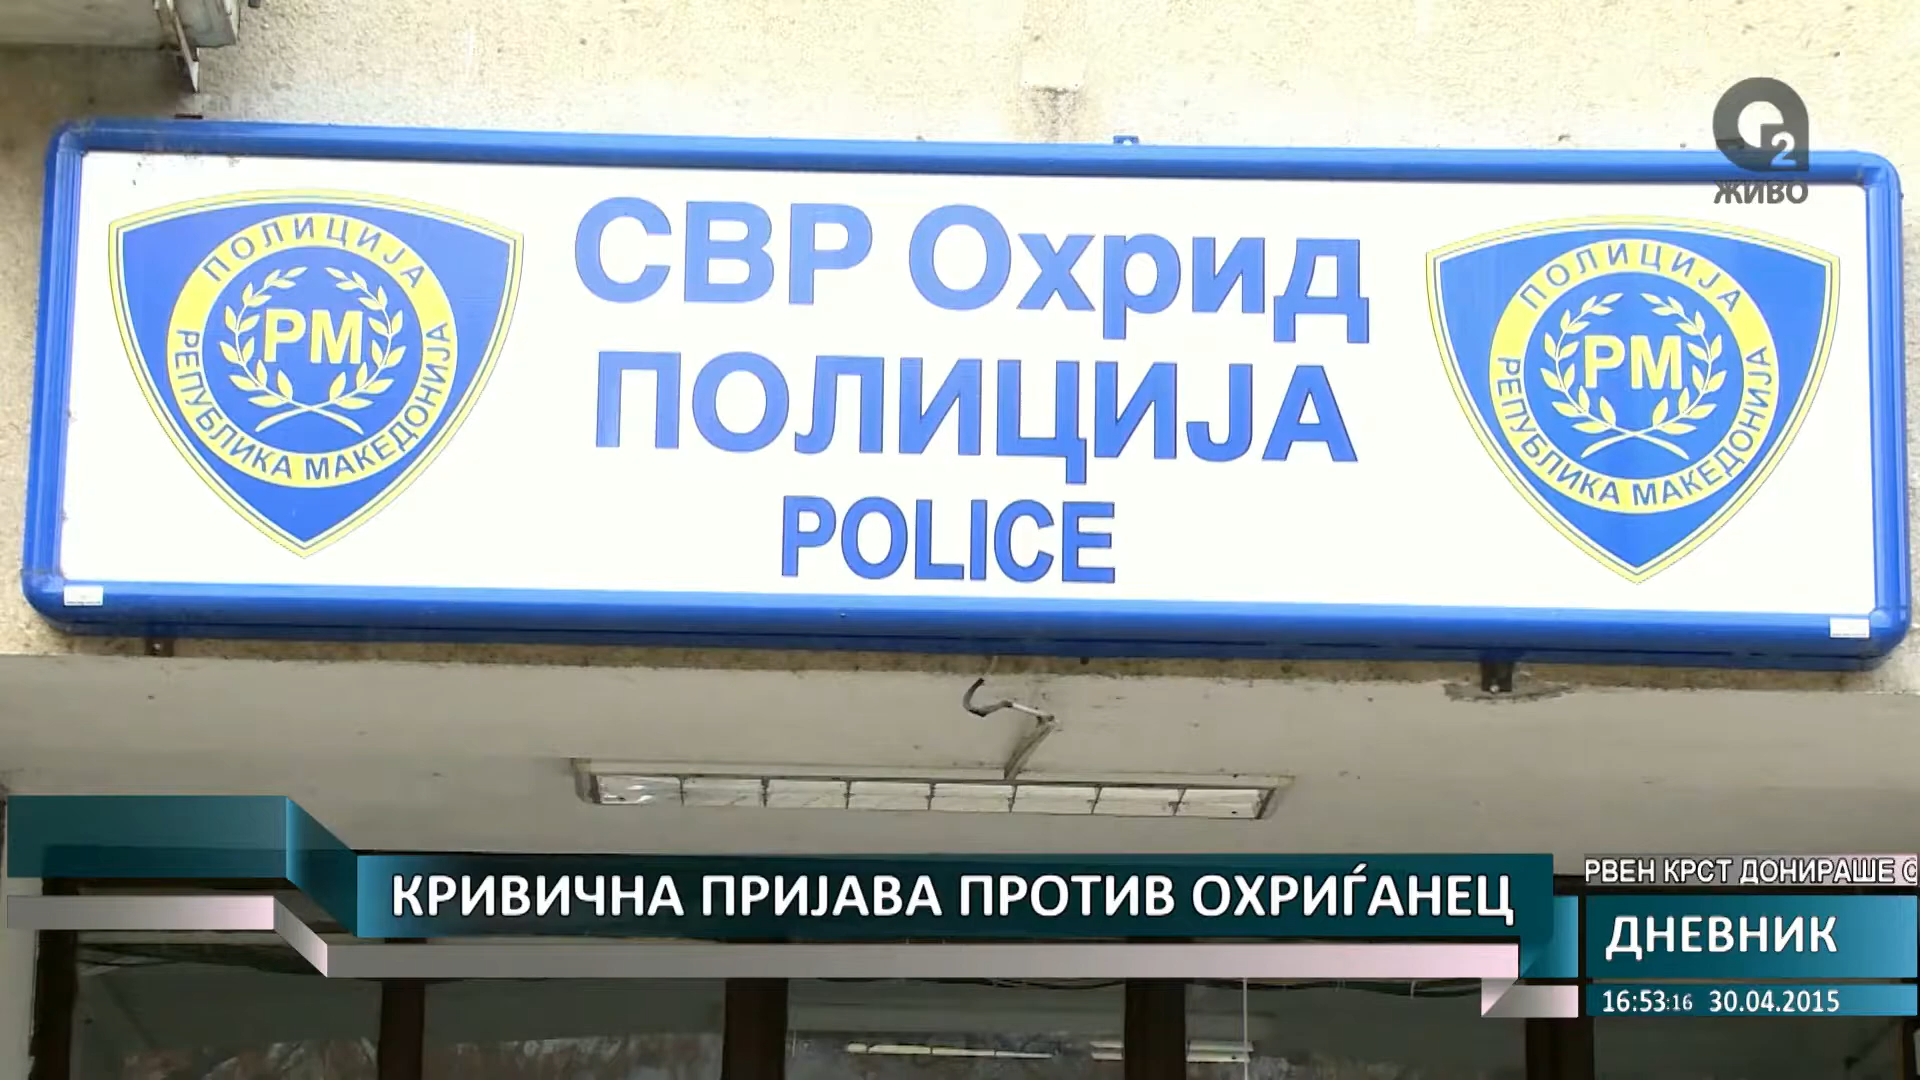 2
ЖИВО
СВР Охрид
ПОЛИЦИЈА
POLICE
ПОЛИЦИЈА
РМ
РЕПУБЛИКА МАКЕДОНИЈА
ПОЛИЦИЈА
РМ
РЕПУБЛИКА МАКЕДОНИЈА
КРИВИЧНА ПРИЈАВА ПРОТИВ ОХРИЃАНЕЦ
РВЕН КРСТ ДОНИРАШЕ С
ДНЕВНИК
16:53:16 30.04.2015